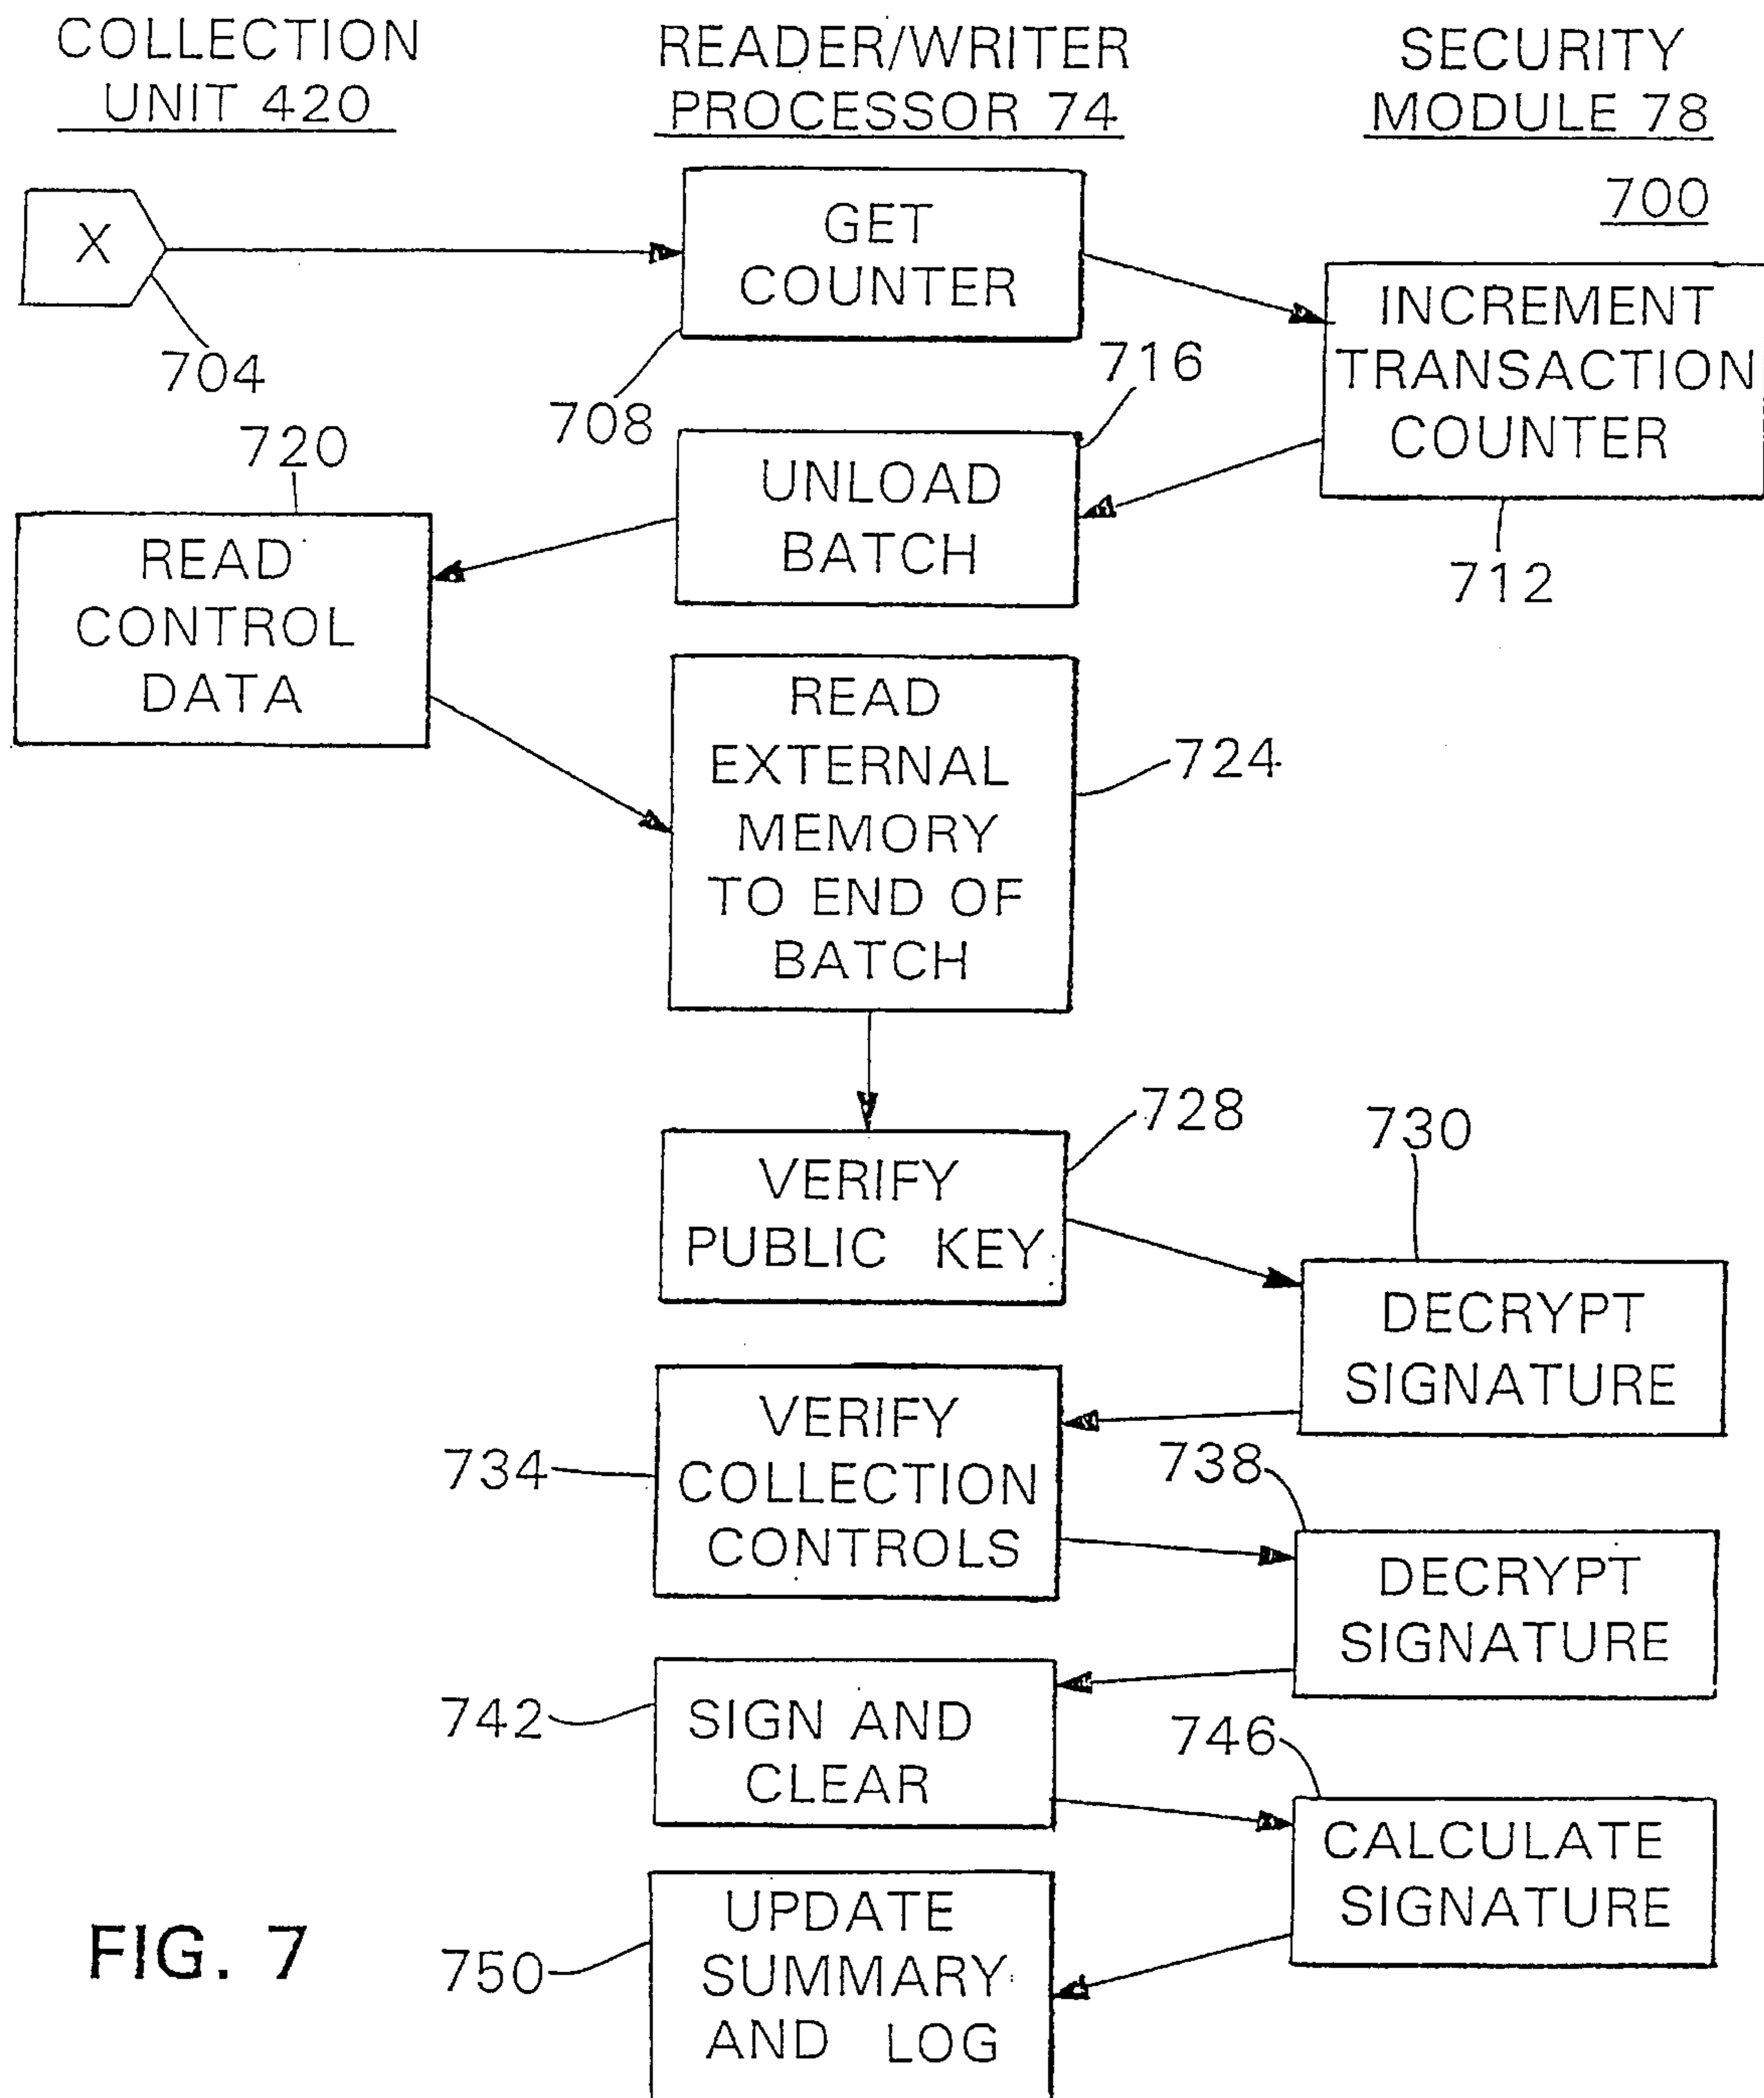 COLLECTION
UNIT 420
READER/WRITER
PROCESSOR 74
SECURITY
MODULE 78
700
X
704
GET
COUNTER
708
INCREMENT
TRANSACTION
COUNTER
712
716
UNLOAD
BATCH
720
READ
CONTROL
DATA
READ
EXTERNAL
MEMORY
TO END OF
BATCH
724
728
VERIFY
PUBLIC KEY
730
DECRYPT
SIGNATURE
734
VERIFY
COLLECTION
CONTROLS
738
DECRYPT
SIGNATURE
742
SIGN AND
CLEAR
746
CALCULATE
SIGNATURE
750
UPDATE
SUMMARY
AND LOG
FIG. 7